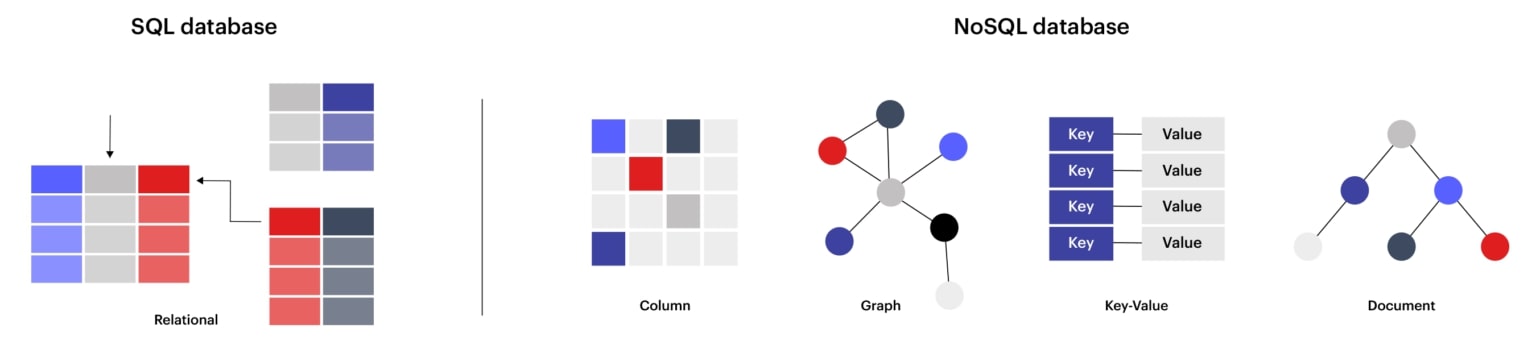 SQL database
NoSQL database
Key Value
Key Value
Key Value
Key Value
Relational
Column
Graph
Key-Value
Document